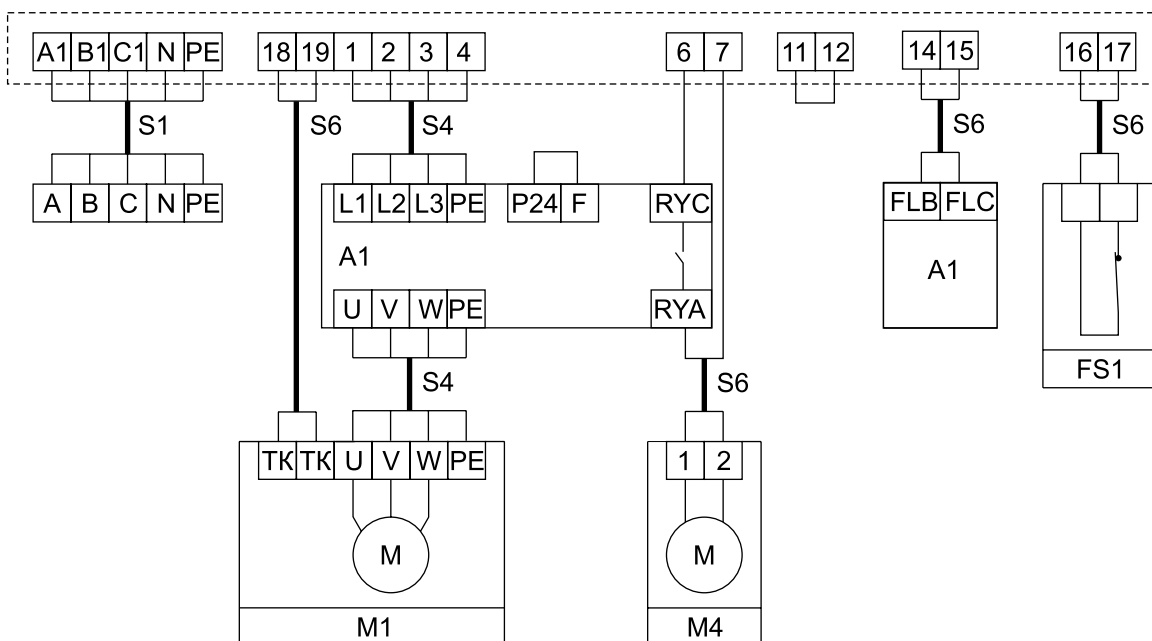 A1 B1 C1 N PE 18 19 1 2 3 4 6 7 11 12 14 15 16 17
S1 S6 S4 S6 S6
A B C N PE L1 L2 L3 PE P24 F RYC FLB FLC
A1 A1
U V W PE RYA
FS1
S4 S6
TK TK U V W PE 1 2
M M
M1 M4